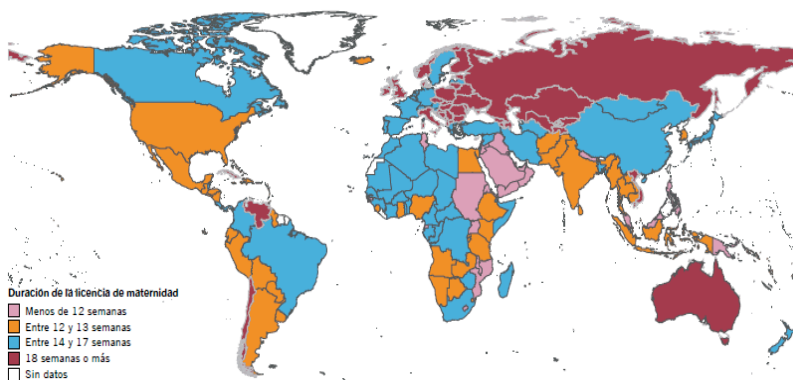 Duración de la licencia de maternidad
Menos de 12 semanas
Entre 12 y 13 semanas
Entre 14 y 17 semanas
18 semanas o más
Sin datos